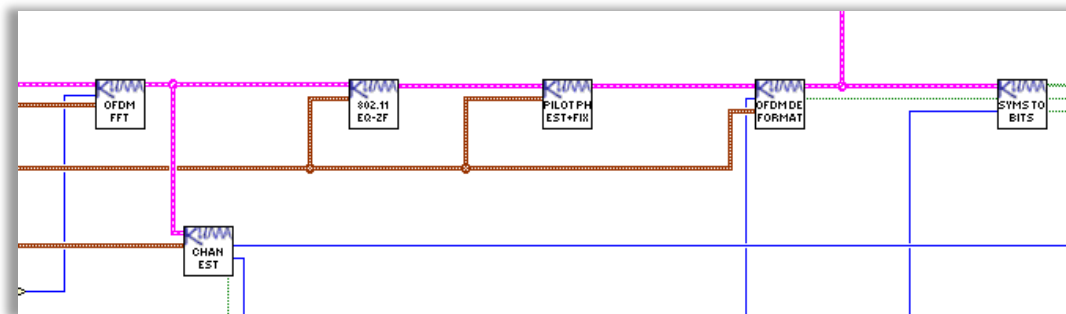 OFDM
FFT
802.11
EQ-ZF
PILOT PH
EST+FIX
OFDM DE
FORMAT
SYMS TO
BITS
CHAN
EST